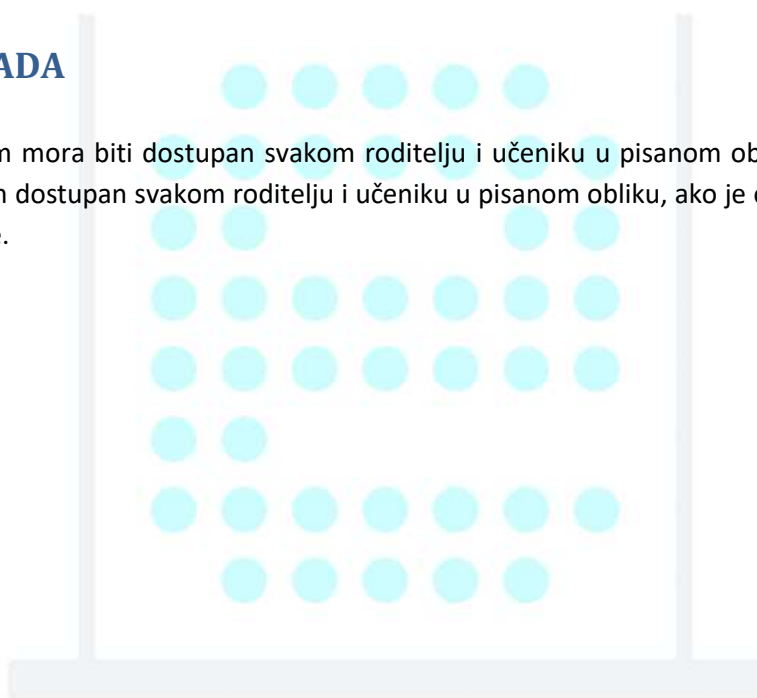 ADA
m mora biti dostupan svakom roditelju i učeniku u pisanom ob
dostupan svakom roditelju i učeniku u pisanom obliku, ako je
e.